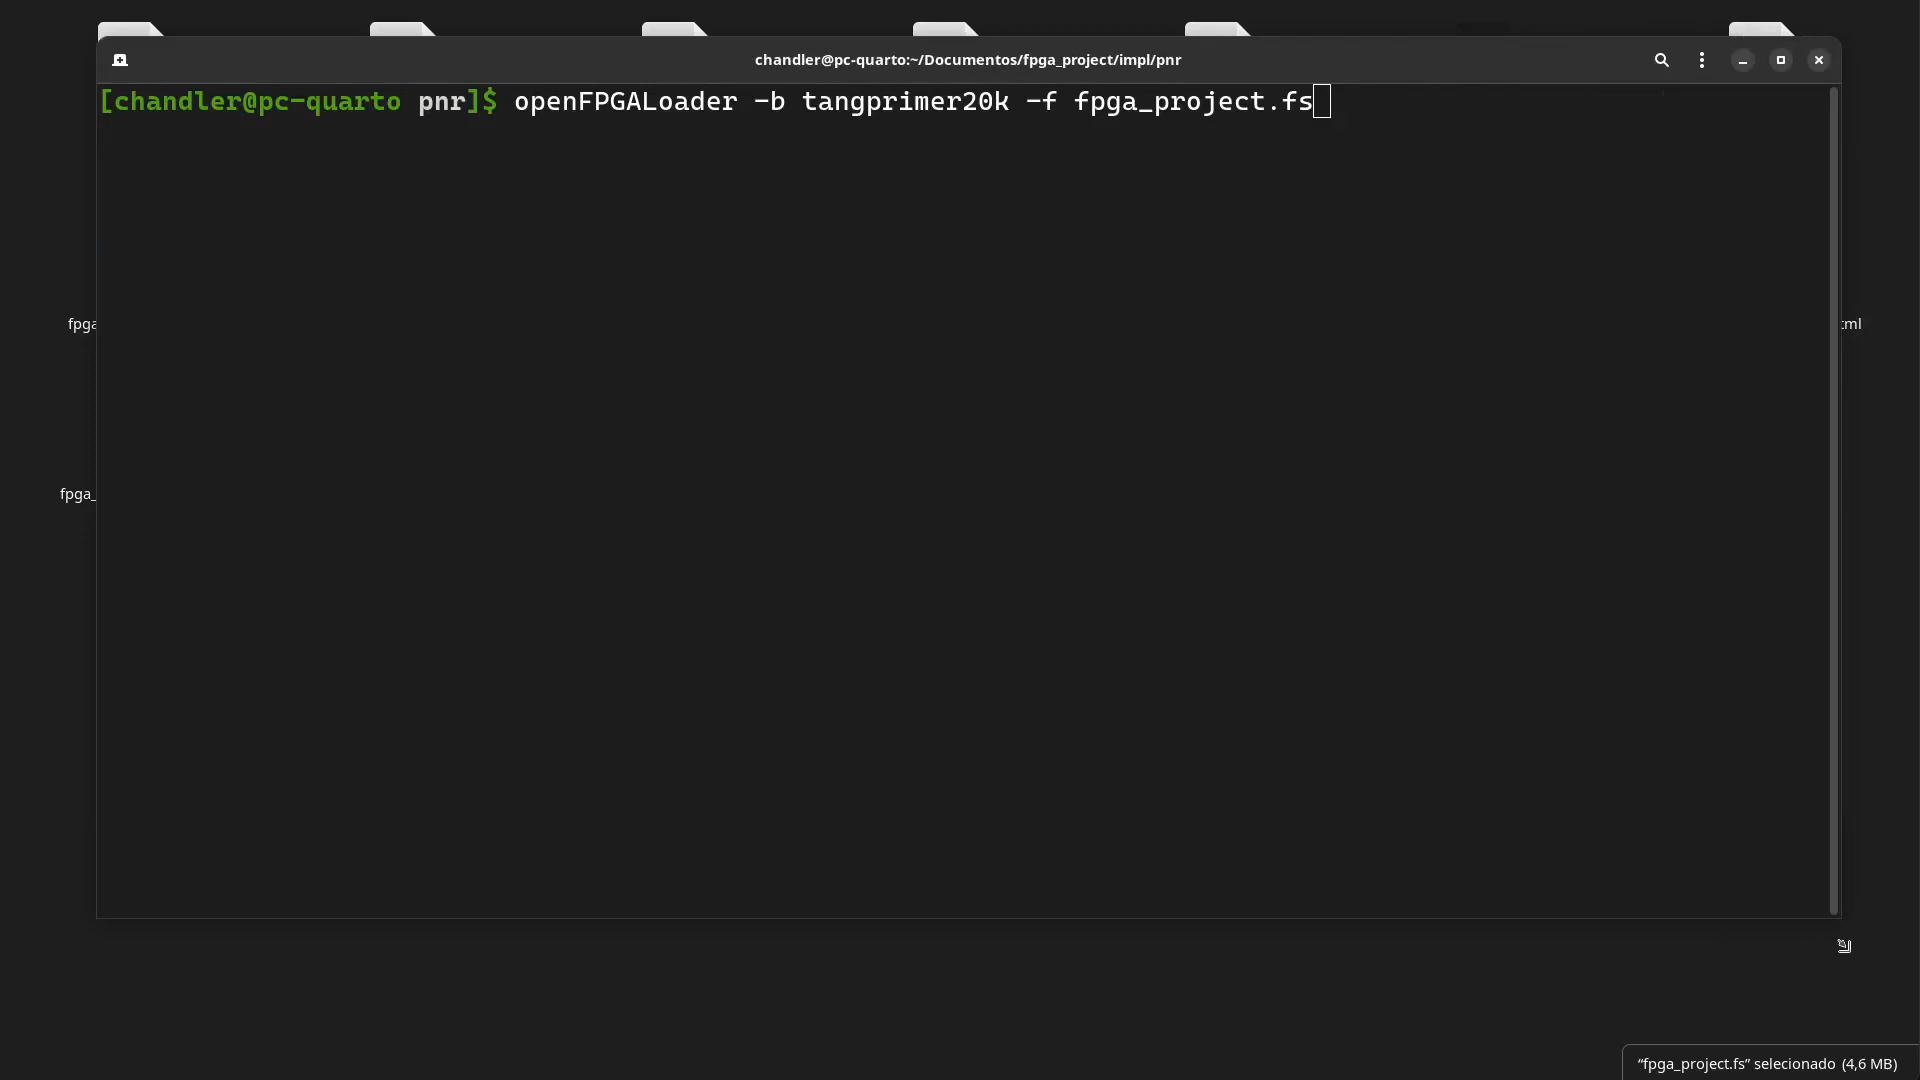 chandler@pc-quarto:~/Documentos/fpga_project/impl/pnr
[chandler@pc-quarto pnr]$ openFPGALoader -b tangprimer20k -f fpga_project.fs
fpga
tml
fpga_
“fpga_project.fs” selecionado (4,6 MB)